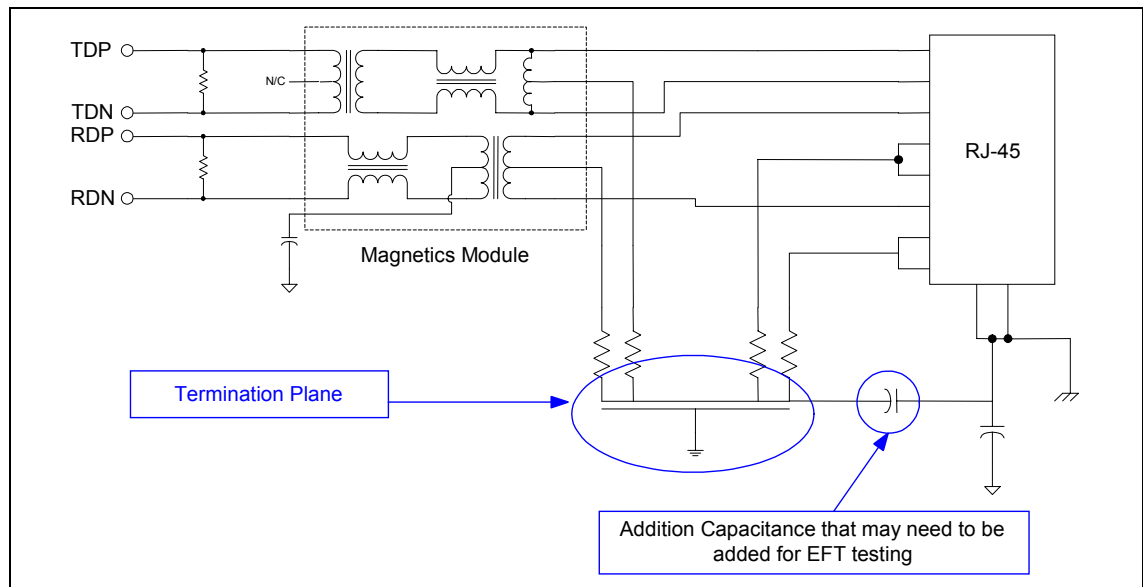 TDP
N/C
TDN
RDP
RJ-45
RDN
Magnetics Module
Termination Plane
Addition Capacitance that may need to be
added for EFT testing